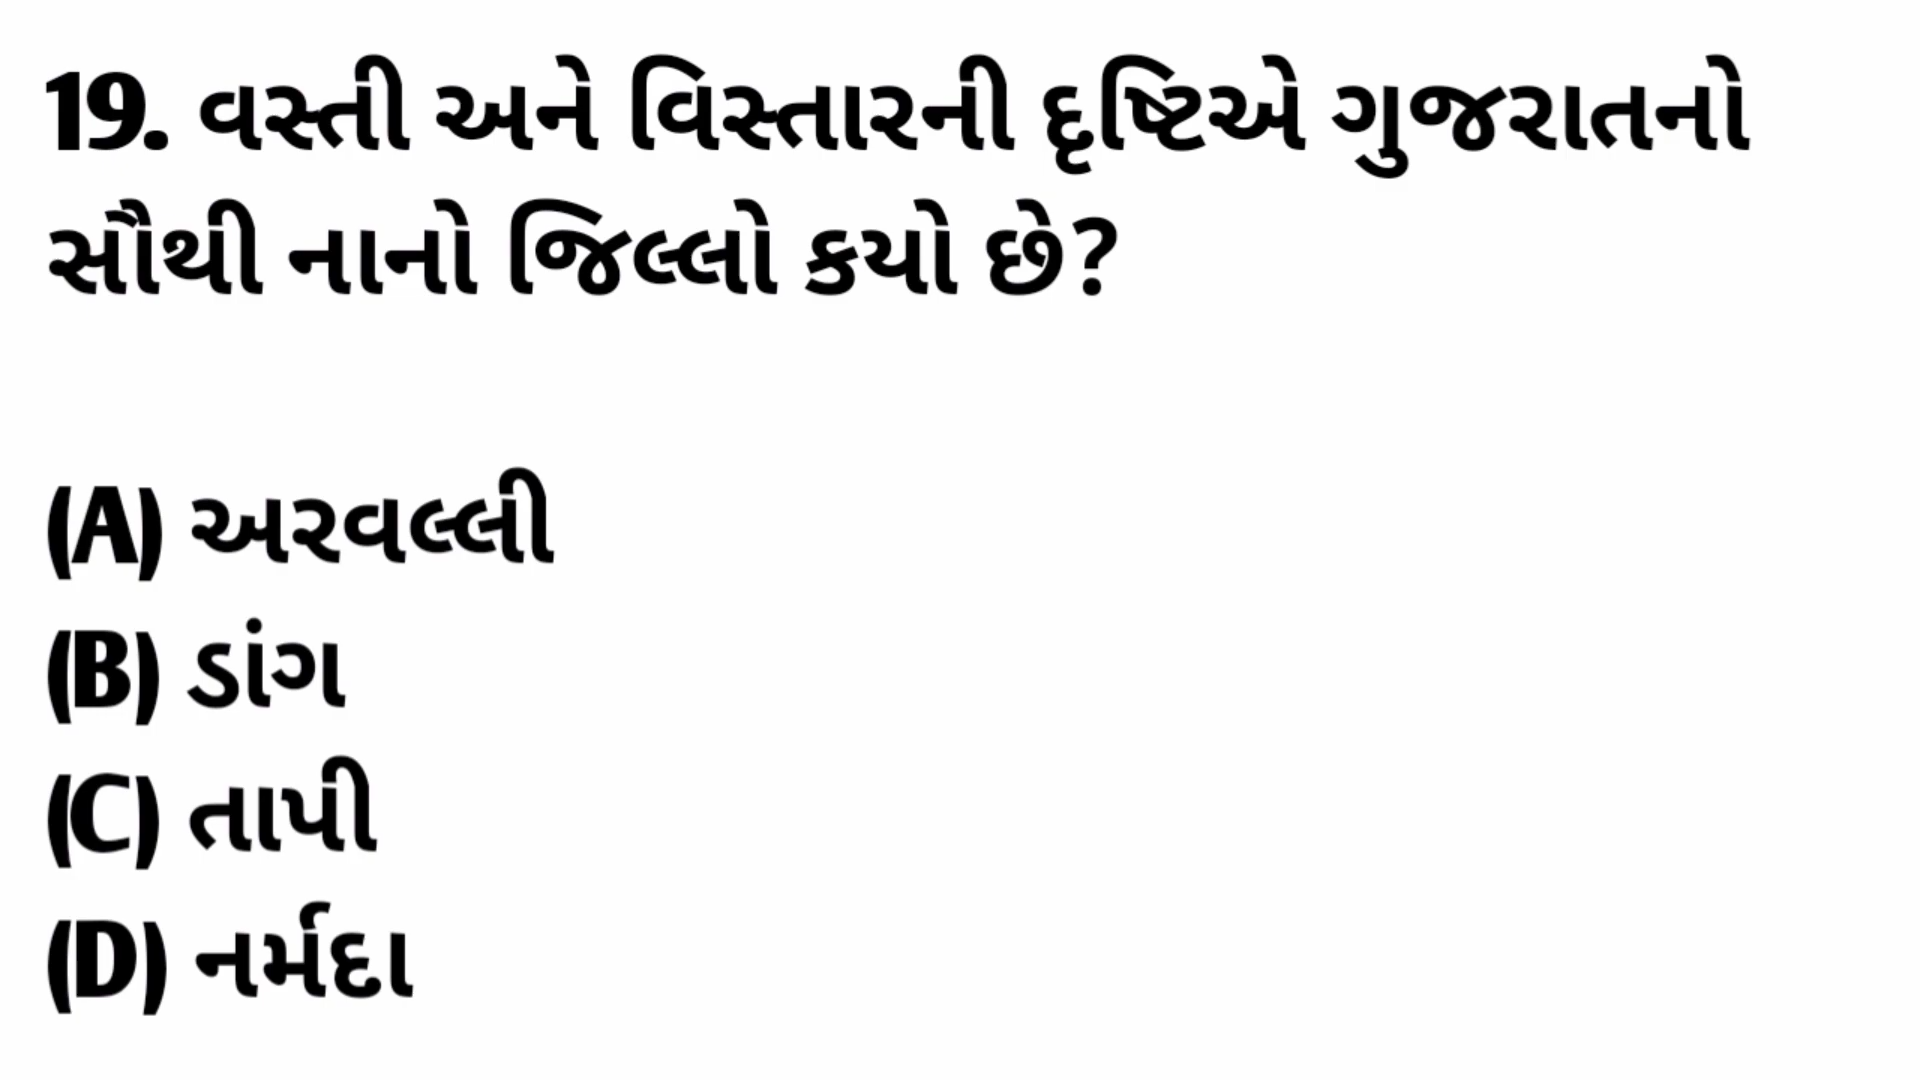 19. વસ્તી અને વિસ્તારની દૃષ્ટિએ ગુજરાતનો
સૌથી નાનો જિલ્લો કયો છે?
(A) અરવલ્લી
(B) ડાંગ
(C) તાપી
(D) નર્મદા